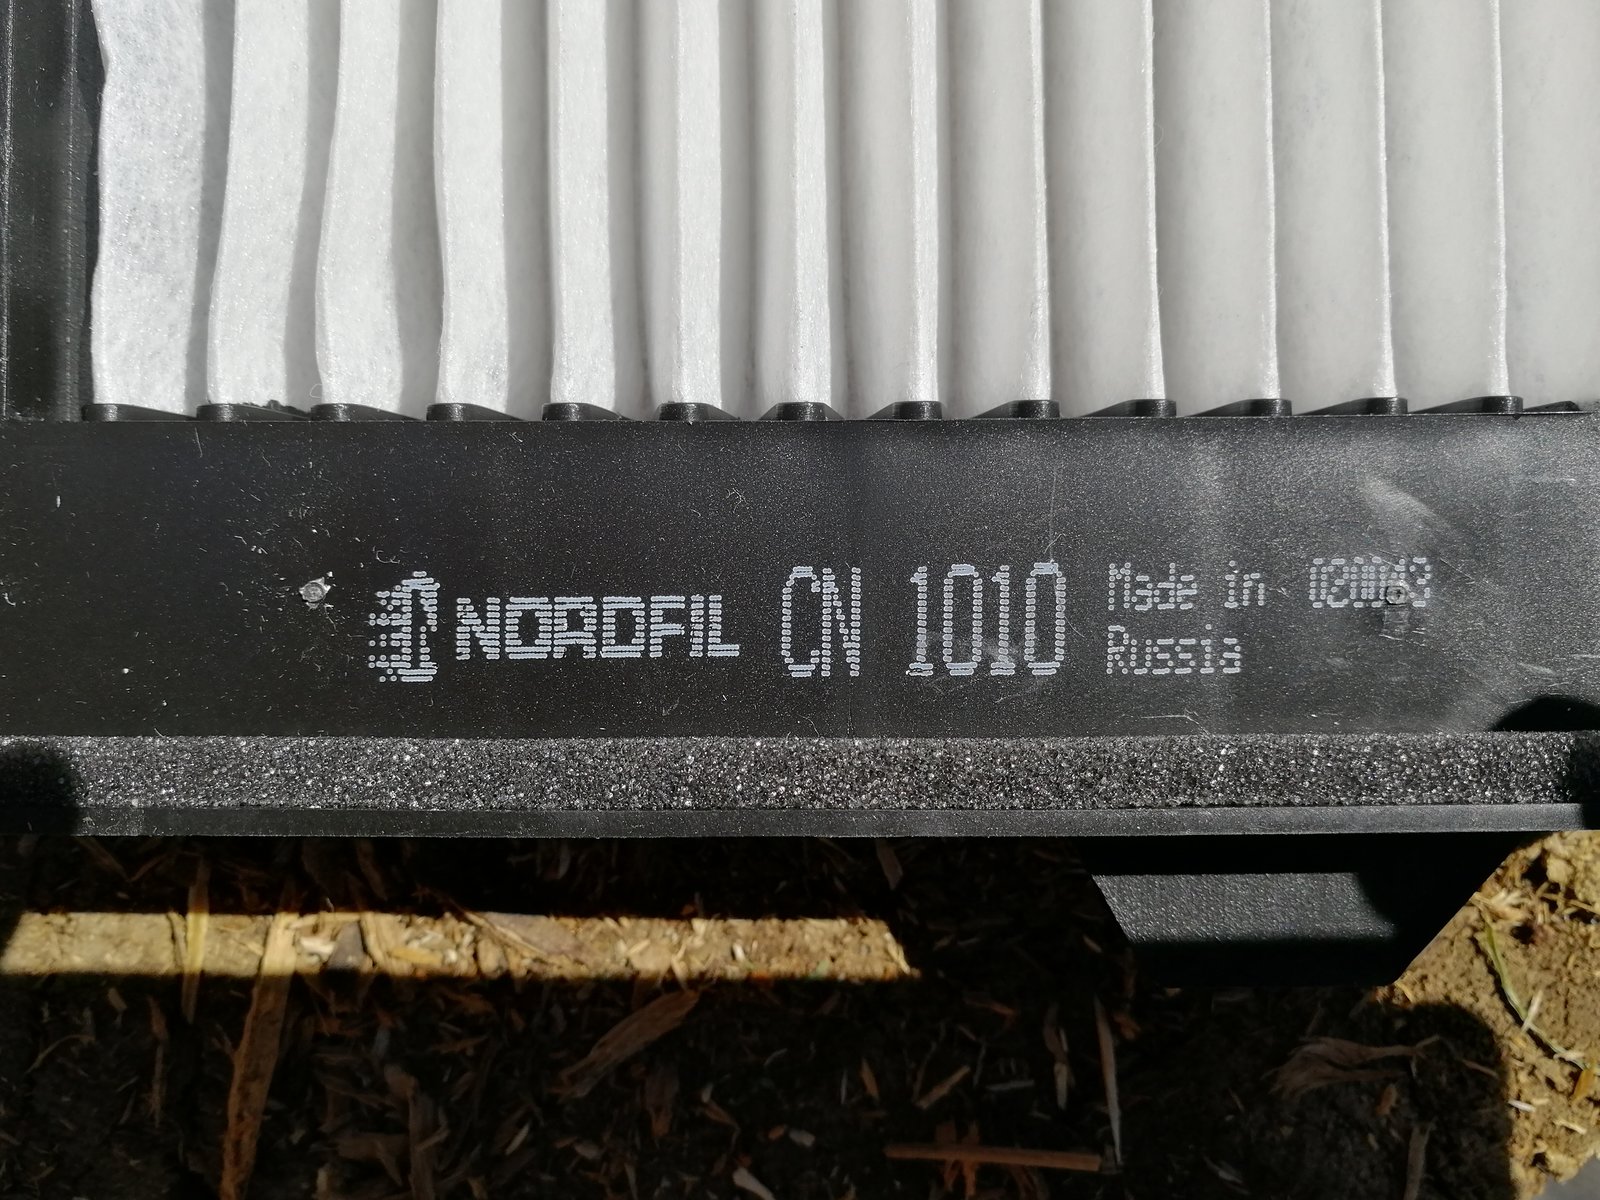 NORDFIL CN 1010 Made in
Russia